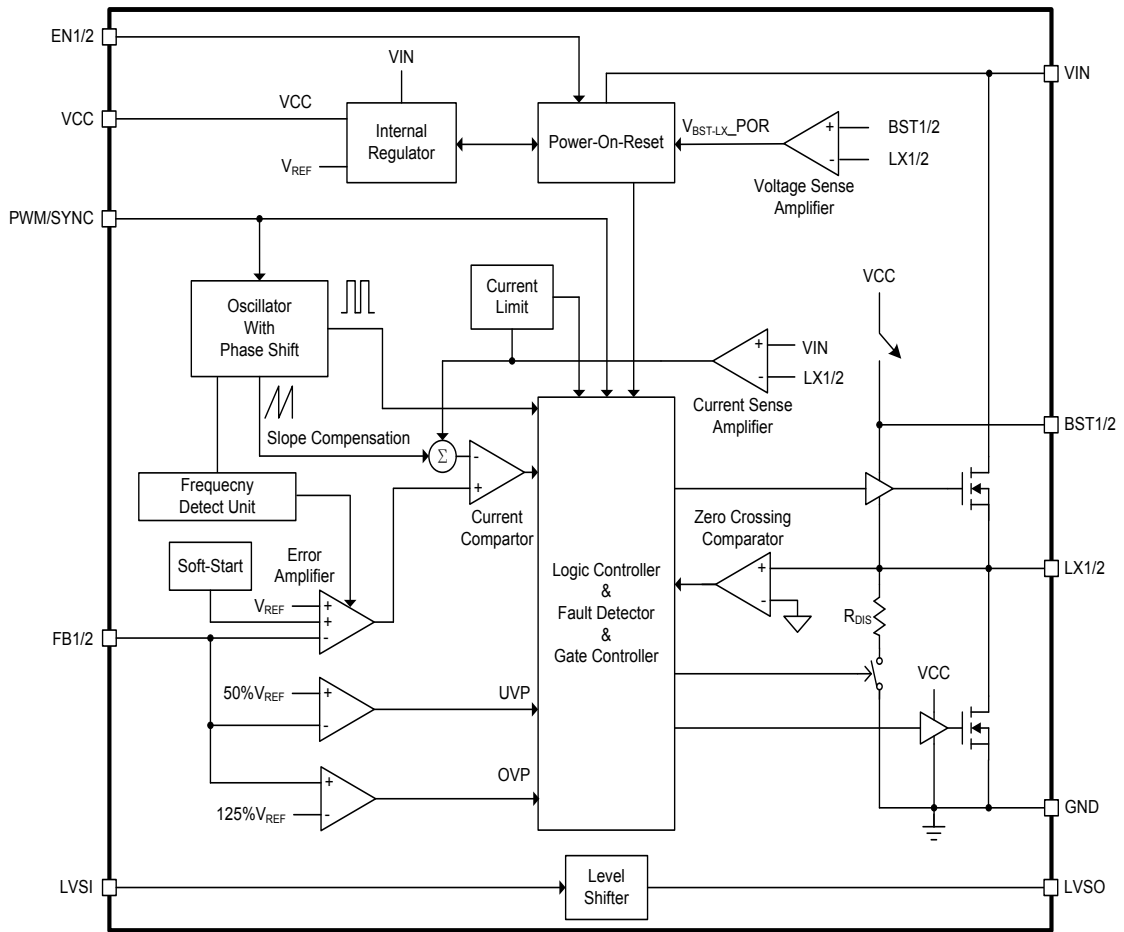 EN1/2
VIN
VIN
VCC
VCC
Internal
Regulator
VREF
Power-On-Reset
VBST-LX_POR
+
-
BST1/2
LX1/2
Voltage Sense
Amplifier
PWM/SYNC
Oscillator
With
Phase Shift
Current
Limit
+
-
VIN
LX1/2
Current Sense
Amplifier
VCC
BST1/2
Slope Compensation
Σ
-
+
Current
Compartor
Frequecny
Detect Unit
Soft-Start
Error
Amplifier
VREF
+
+
-
FB1/2
Logic Controller
&
Fault Detector
&
Gate Controller
Zero Crossing
Comparator
+
-
LX1/2
RDIS
VCC
50%VREF
+
-
UVP
125%VREF
+
-
OVP
GND
LVSI
Level
Shifter
LVSO